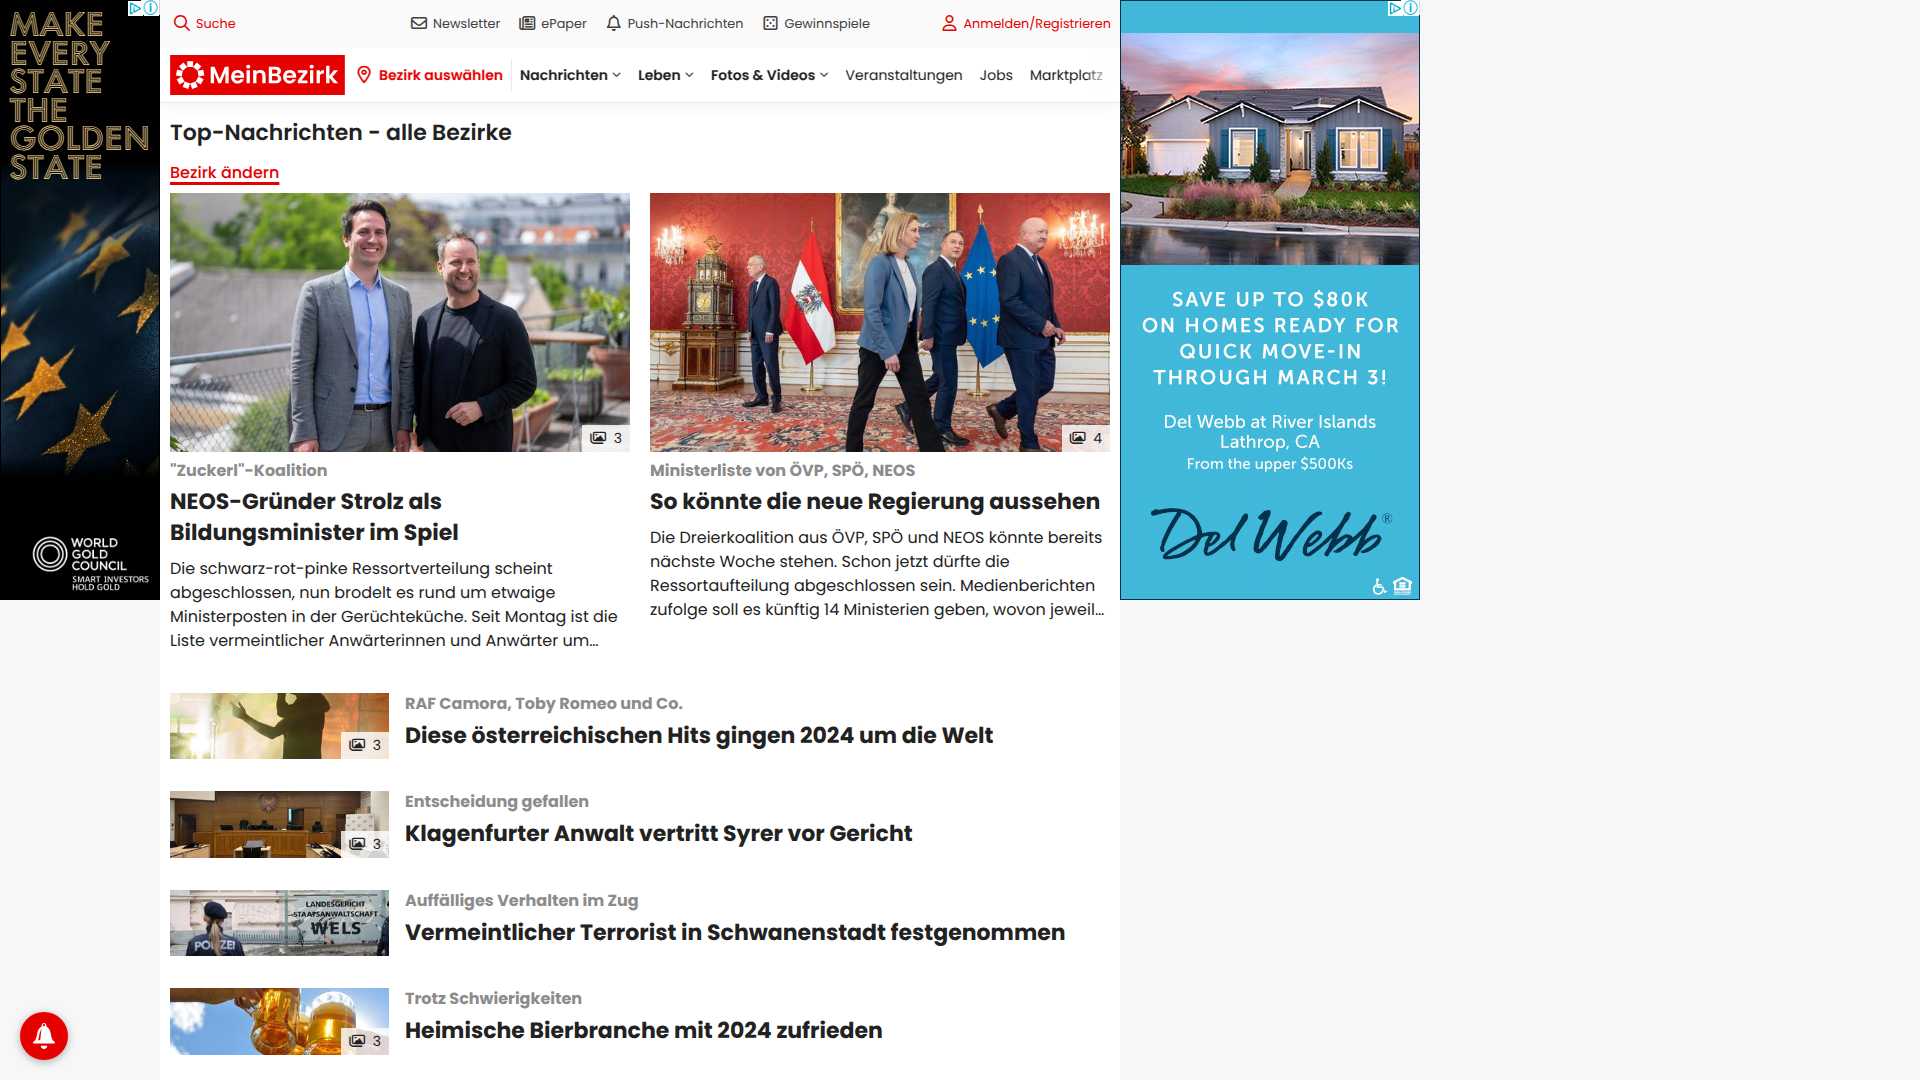 MAKE
EVERY
STATE
THE
GOLDEN
STATE
WORLD
GOLD
COUNCIL
SMART INVESTORS
HOLD GOLD
Suche
Newsletter
ePaper
Push-Nachrichten
Gewinnspiele
Anmelden/Registrieren
MeinBezirk
Bezirk auswählen
Nachrichten
Leben
Fotos & Videos
Veranstaltungen
Jobs
Marktplatz
Top-Nachrichten - alle Bezirke
Bezirk ändern
3
"Zuckerl"-Koalition
NEOS-Gründer Strolz als
Bildungsminister im Spiel
Die schwarz-rot-pinke Ressortverteilung scheint
abgeschlossen, nun brodelt es rund um etwaige
Ministerposten in der Gerüchteküche. Seit Montag ist die
Liste vermeintlicher Anwärterinnen und Anwärter um...
4
Ministerliste von ÖVP, SPÖ, NEOS
So könnte die neue Regierung aussehen
Die Dreierkoalition aus ÖVP, SPÖ und NEOS könnte bereits
nächste Woche stehen. Schon jetzt dürfte die
Ressortaufteilung abgeschlossen sein. Medienberichten
zufolge soll es künftig 14 Ministerien geben, wovon jeweil...
3
RAF Camora, Toby Romeo und Co.
Diese österreichischen Hits gingen 2024 um die Welt
3
Entscheidung gefallen
Klagenfurter Anwalt vertritt Syrer vor Gericht
LANDESGERICHT
STAATSANWALTSCHAFT
WELS
POLIZEI
Auffälliges Verhalten im Zug
Vermeintlicher Terrorist in Schwanenstadt festgenommen
3
Trotz Schwierigkeiten
Heimische Bierbranche mit 2024 zufrieden
SAVE UP TO $80K
ON HOMES READY FOR
QUICK MOVE-IN
THROUGH MARCH 3!
Del Webb at River Islands
Lathrop, CA
From the upper $500Ks
Del Webb®